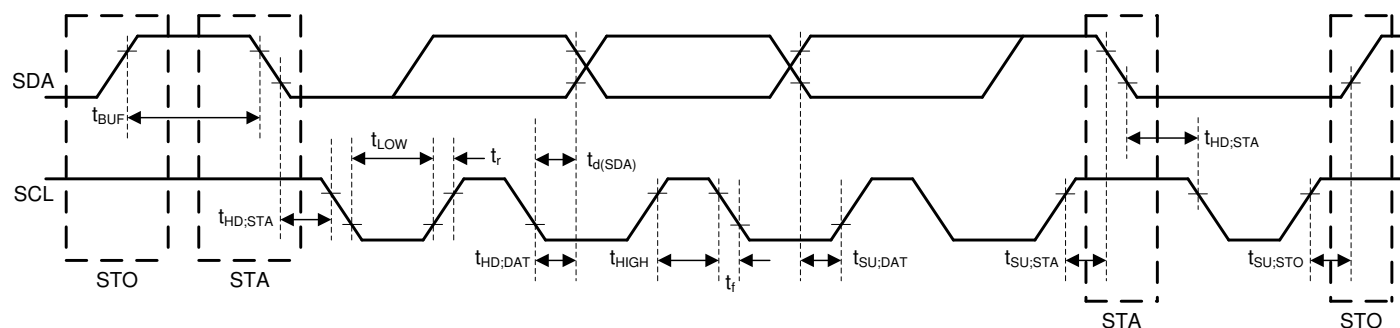 SDA
t_BUF
t_LOW
t_r
t_d(SDA)
t_HD;STA
SCL
t_HD;STA
t_HD;DAT
t_HIGH
t_f
t_SU;DAT
t_SU;STA
t_SU;STO
STO
STA
STA
STO